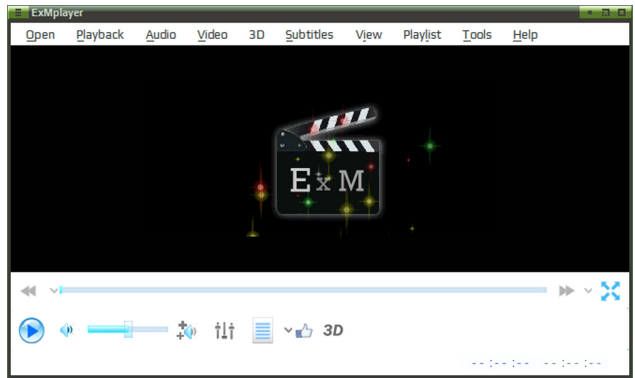 ExMplayer
Open Playback Audio Video 3D Subtitles View Playlist Tools Help
ExM
3D
--:--:-- --:--:--